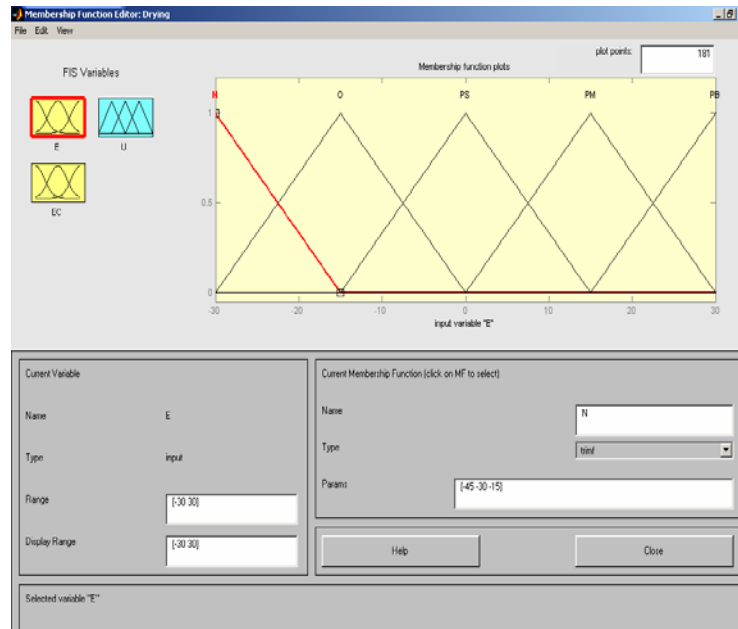 Membership Function Editor: Drying
File Edit View
FIS Variables
E
U
EC
plot points: 181
Membership function plots
N O PS PM PB
1
0.5
0
-30 -20 -10 0 10 20 30
input variable "E"
Current Variable
Name E
Type input
Range [-30 30]
Display Range [-30 30]
Current Membership Function (click on MF to select)
Name N
Type trimf
Params [-45 -30 -15]
Help Close
Selected variable "E"